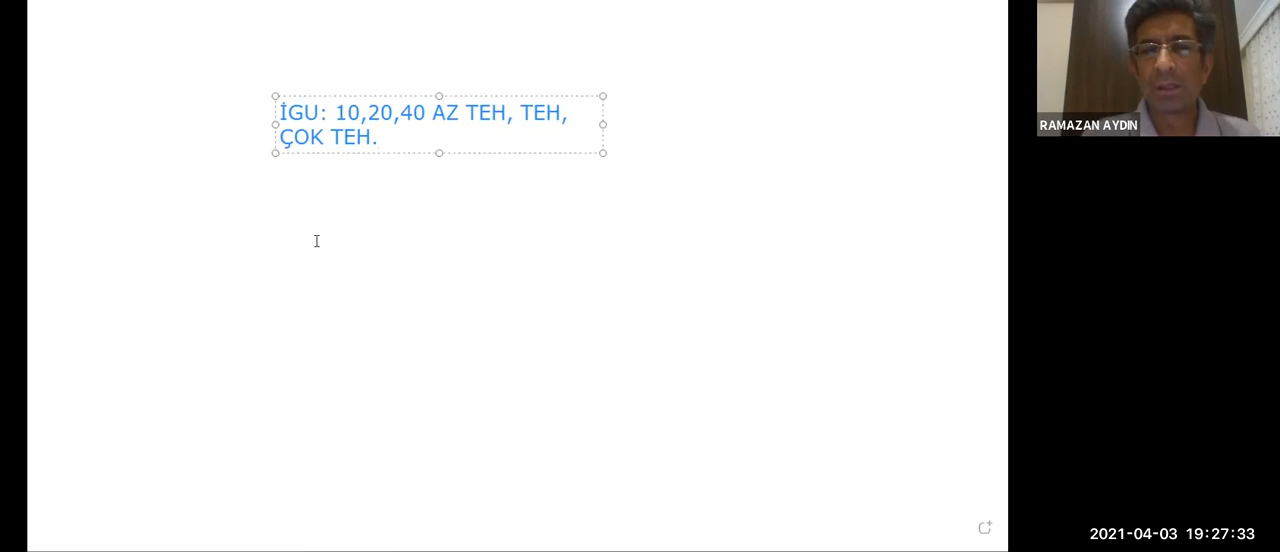 İGU: 10,20,40 AZ TEH, TEH,
ÇOK TEH.
RAMAZAN AYDIN
2021-04-03 19:27:33